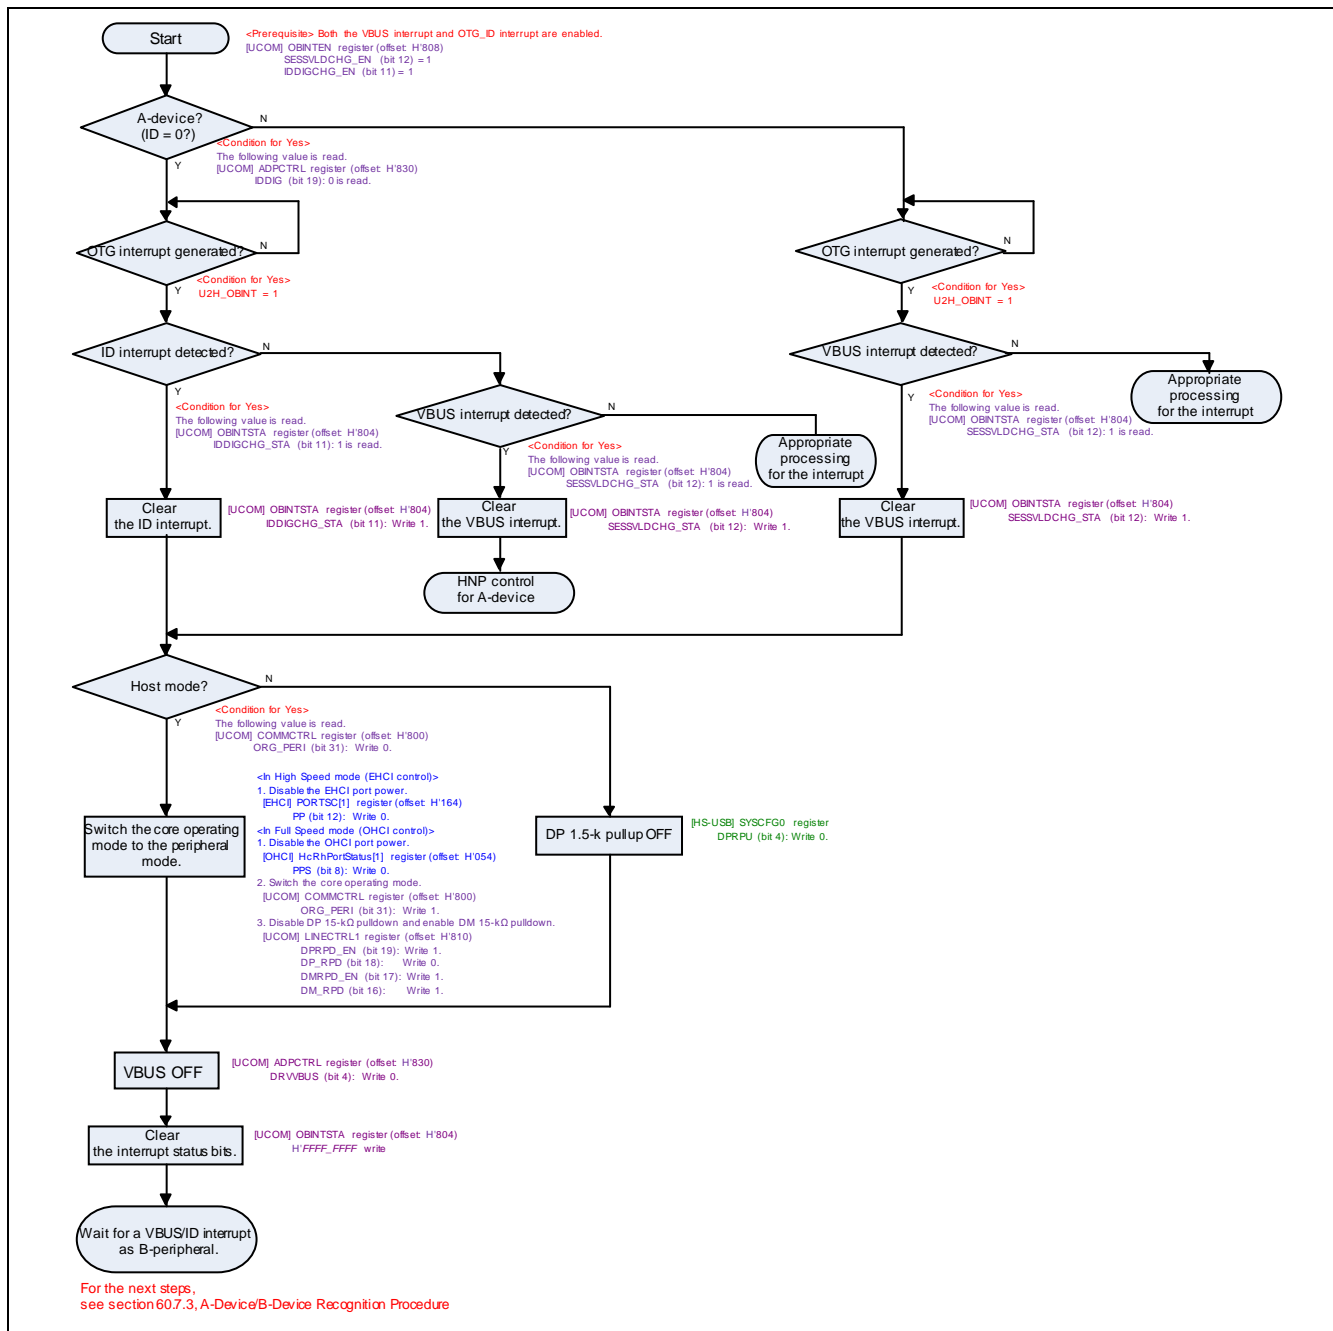 Start
<Prerequisite> Both the VBUS interrupt and OTG_ID interrupt are enabled.
[UCOM] OBINTEN register (offset: H'808)
SESSVLDCHG_EN (bit 12) = 1
IDDIGCHG_EN (bit 11) = 1
A-device?
(ID = 0?)
N
Y
<Condition for Yes>
The following value is read.
[UCOM] ADPCTRL register (offset: H'830)
IDDIG (bit 19): 0 is read.
OTG interrupt generated?
N
Y
<Condition for Yes>
U2H_OBINT = 1
OTG interrupt generated?
N
Y
<Condition for Yes>
U2H_OBINT = 1
ID interrupt detected?
N
Y
<Condition for Yes>
The following value is read.
[UCOM] OBINTSTA register (offset: H'804)
IDDIGCHG_STA (bit 11): 1 is read.
VBUS interrupt detected?
N
Y
<Condition for Yes>
The following value is read.
[UCOM] OBINTSTA register (offset: H'804)
SESSVLDCHG_STA (bit 12): 1 is read.
Appropriate
processing
for the interrupt
VBUS interrupt detected?
N
Y
<Condition for Yes>
The following value is read.
[UCOM] OBINTSTA register (offset: H'804)
SESSVLDCHG_STA (bit 12): 1 is read.
Appropriate
processing
for the interrupt
Clear
the ID interrupt.
[UCOM] OBINTSTA register (offset: H'804)
IDDIGCHG_STA (bit 11): Write 1.
Clear
the VBUS interrupt.
[UCOM] OBINTSTA register (offset: H'804)
SESSVLDCHG_STA (bit 12): Write 1.
Clear
the VBUS interrupt.
[UCOM] OBINTSTA register (offset: H'804)
SESSVLDCHG_STA (bit 12): Write 1.
HNP control
for A-device
Host mode?
N
Y
<Condition for Yes>
The following value is read.
[UCOM] COMMCTRL register (offset: H'800)
ORG_PERI (bit 31): Write 0.
Switch the core operating
mode to the peripheral
mode.
<In High Speed mode (EHCI control)>
1. Disable the EHCI port power.
[EHCI] PORTSC[1] register (offset: H'164)
PP (bit 12): Write 0.
<In Full Speed mode (OHCI control)>
1. Disable the OHCI port power.
[OHCI] HcRhPortStatus[1] register (offset: H'054)
PPS (bit 8): Write 0.
2. Switch the core operating mode.
[UCOM] COMMCTRL register (offset: H'800)
ORG_PERI (bit 31): Write 1.
3. Disable DP 15-kΩ pulldown and enable DM 15-kΩ pulldown.
[UCOM] LINECTRL1 register (offset: H'810)
DPRPD_EN (bit 19): Write 1.
DP_RPD (bit 18): Write 0.
DMRPD_EN (bit 17): Write 1.
DM_RPD (bit 16): Write 1.
DP 1.5-k pullup OFF
[HS-USB] SYSCFG0 register
DPRPU (bit 4): Write 0.
VBUS OFF
[UCOM] ADPCTRL register (offset: H'830)
DRVVBUS (bit 4): Write 0.
Clear
the interrupt status bits.
[UCOM] OBINTSTA register (offset: H'804)
H'FFFF_FFFF write
Wait for a VBUS/ID interrupt
as B-peripheral.
For the next steps,
see section 60.7.3, A-Device/B-Device Recognition Procedure